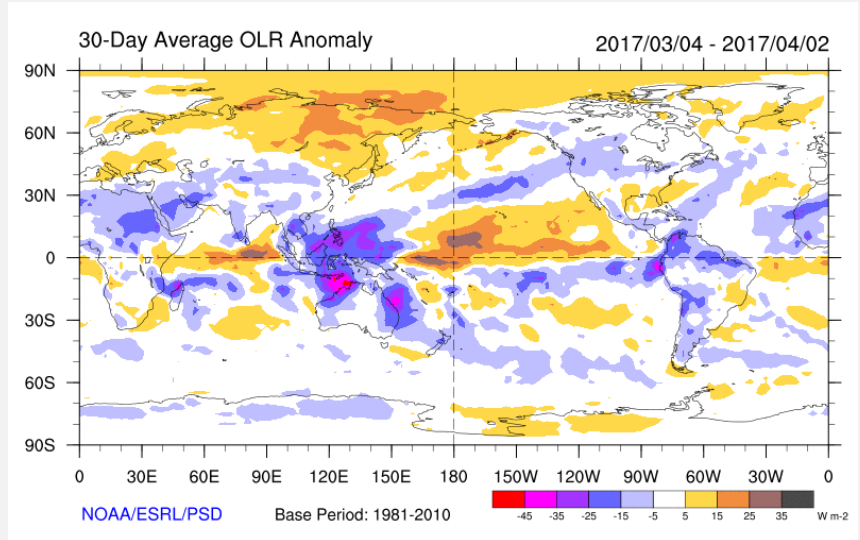 30-Day Average OLR Anomaly 2017/03/04 - 2017/04/02
90N
60N
30N
0
30S
60S
90S
0 30E 60E 90E 120E 150E 180 150W 120W 90W 60W 30W 0
NOAA/ESRL/PSD Base Period: 1981-2010
-45 -35 -25 -15 -5 5 15 25 35 W m-2